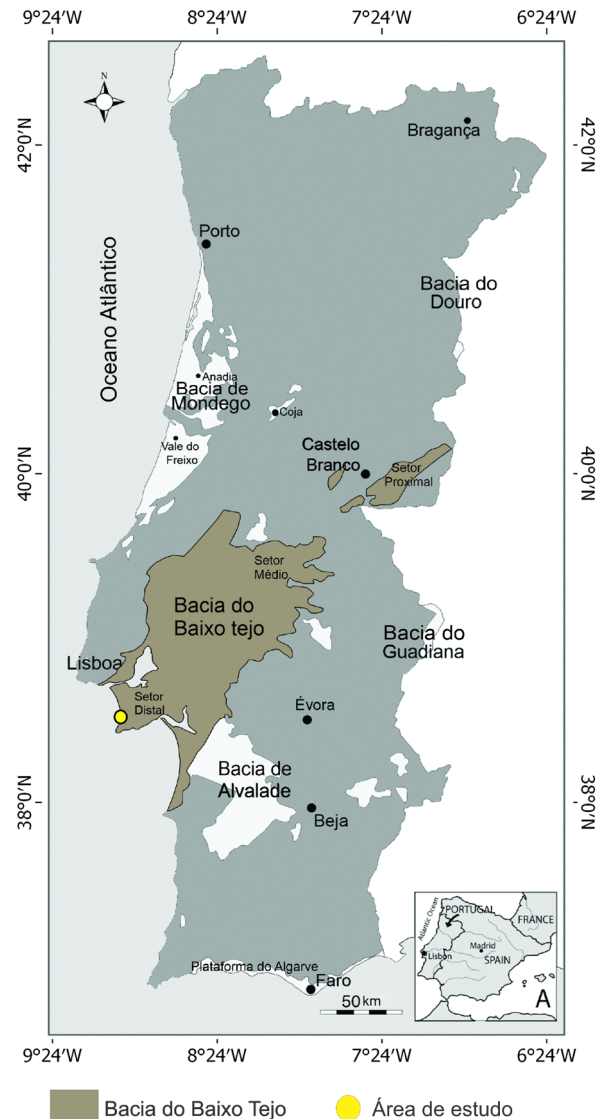 9°24'W 8°24'W 7°24'W 6°24'W
N
42°0'N
42°0'N
Bragança
Porto
Oceano Atlântico
Bacia do
Douro
Anadia
Bacia de
Mondego
Coja
Vale do
Freixo
Castelo
Branco
Setor
Proximal
40°0'N
40°0'N
Setor
Médio
Bacia do
Baixo tejo
Bacia do
Guadiana
Lisboa
Setor
Distal
Évora
Bacia de
Alvalade
38°0'N
38°0'N
Beja
Plataforma do Algarve
Faro
50 km
Atlantic Ocean
PORTUGAL
FRANCE
Madrid
Lisbon
SPAIN
A
9°24'W 8°24'W 7°24'W 6°24'W
Bacia do Baixo Tejo
Área de estudo